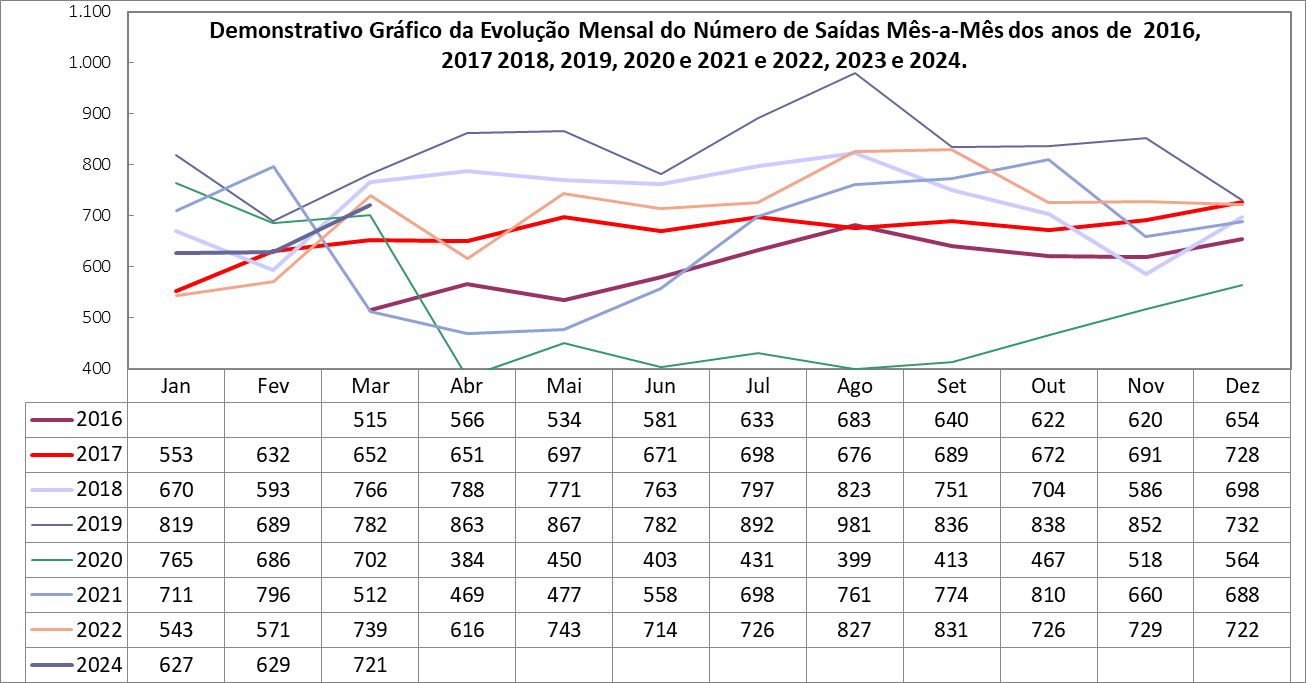 Demonstrativo Gráfico da Evolução Mensal do Número de Saídas Mês-a-Mês dos anos de 2016,
2017 2018, 2019, 2020 e 2021 e 2022, 2023 e 2024.
1.100
1.000
900
800
700
600
500
400
Jan Fev Mar Abr Mai Jun Jul Ago Set Out Nov Dez
2016 515 566 534 581 633 683 640 622 620 654
2017 553 632 652 651 697 671 698 676 689 672 691 728
2018 670 593 766 788 771 763 797 823 751 704 586 698
2019 819 689 782 863 867 782 892 981 836 838 852 732
2020 765 686 702 384 450 403 431 399 413 467 518 564
2021 711 796 512 469 477 558 698 761 774 810 660 688
2022 543 571 739 616 743 714 726 827 831 726 729 722
2024 627 629 721